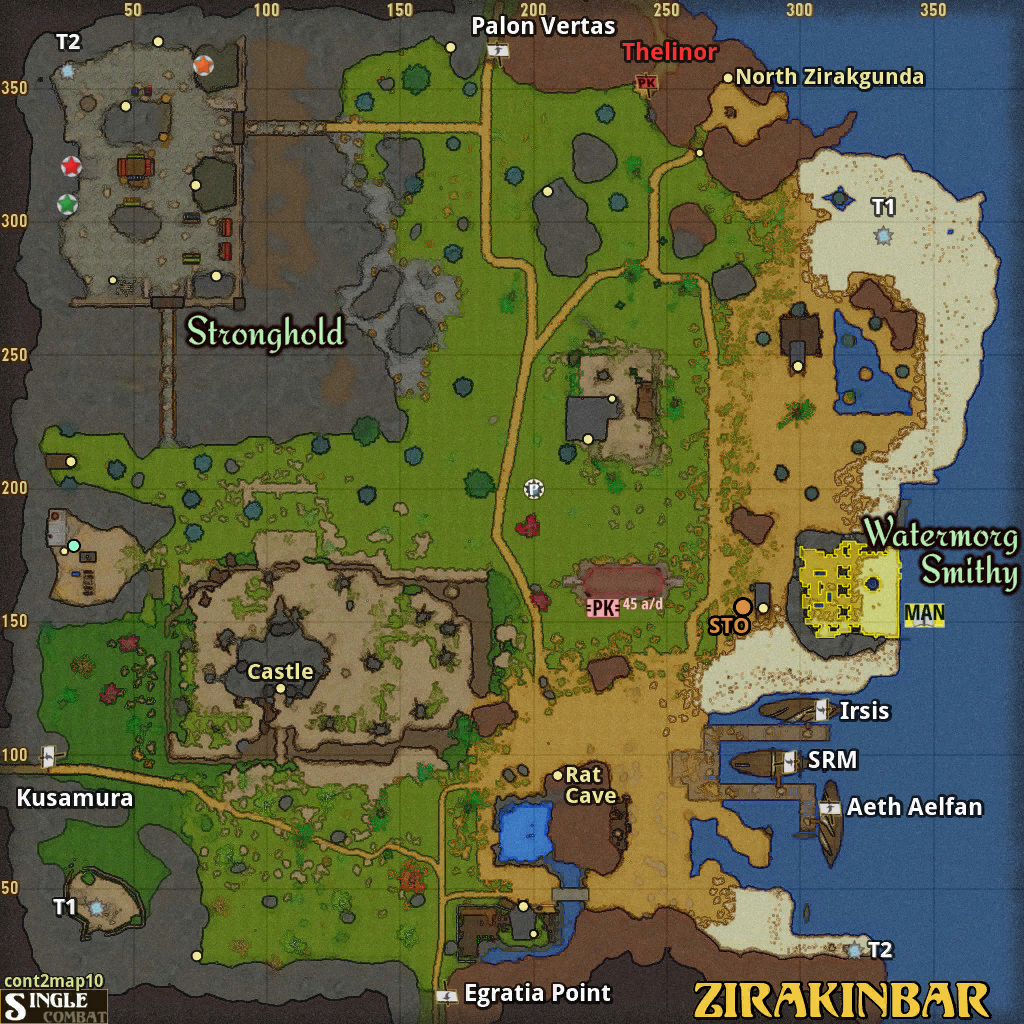 50 100 150 200 250 300 350
Palon Vertas
T2
Thelinor
PK
North Zirakgunda
350
T1
300
Stronghold
250
200
P
Watermorg
Smithy
150
-PK- 45 a/d
MAN
STO
Castle
Irsis
100
SRM
Rat
Cave
Kusamura
Aeth Aelfan
50
T1
T2
cont2map10
SINGLE
COMBAT
Egratia Point
ZIRAKINBAR